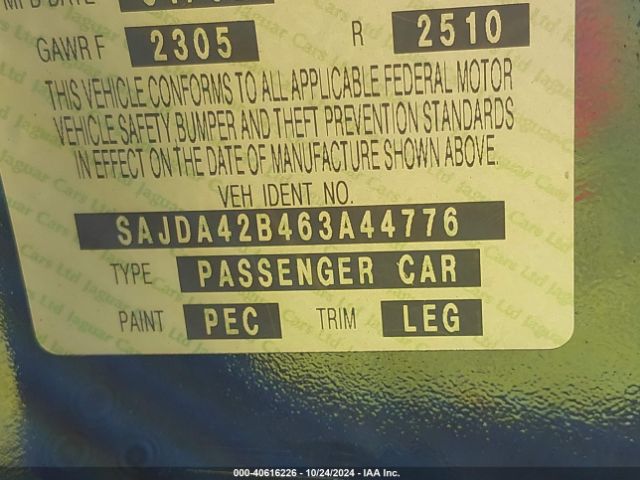 MFD DATE
GAWR F 2305 R 2510
THIS VEHICLE CONFORMS TO ALL APPLICABLE FEDERAL MOTOR
VEHICLE SAFETY BUMPER AND THEFT PREVENTION STANDARDS
IN EFFECT ON THE DATE OF MANUFACTURE SHOWN ABOVE.
VEH IDENT NO.
SAJDA42B463A44776
TYPE PASSENGER CAR
PAINT PEC TRIM LEG
000-40616226 - 10/24/2024 - IAA Inc.